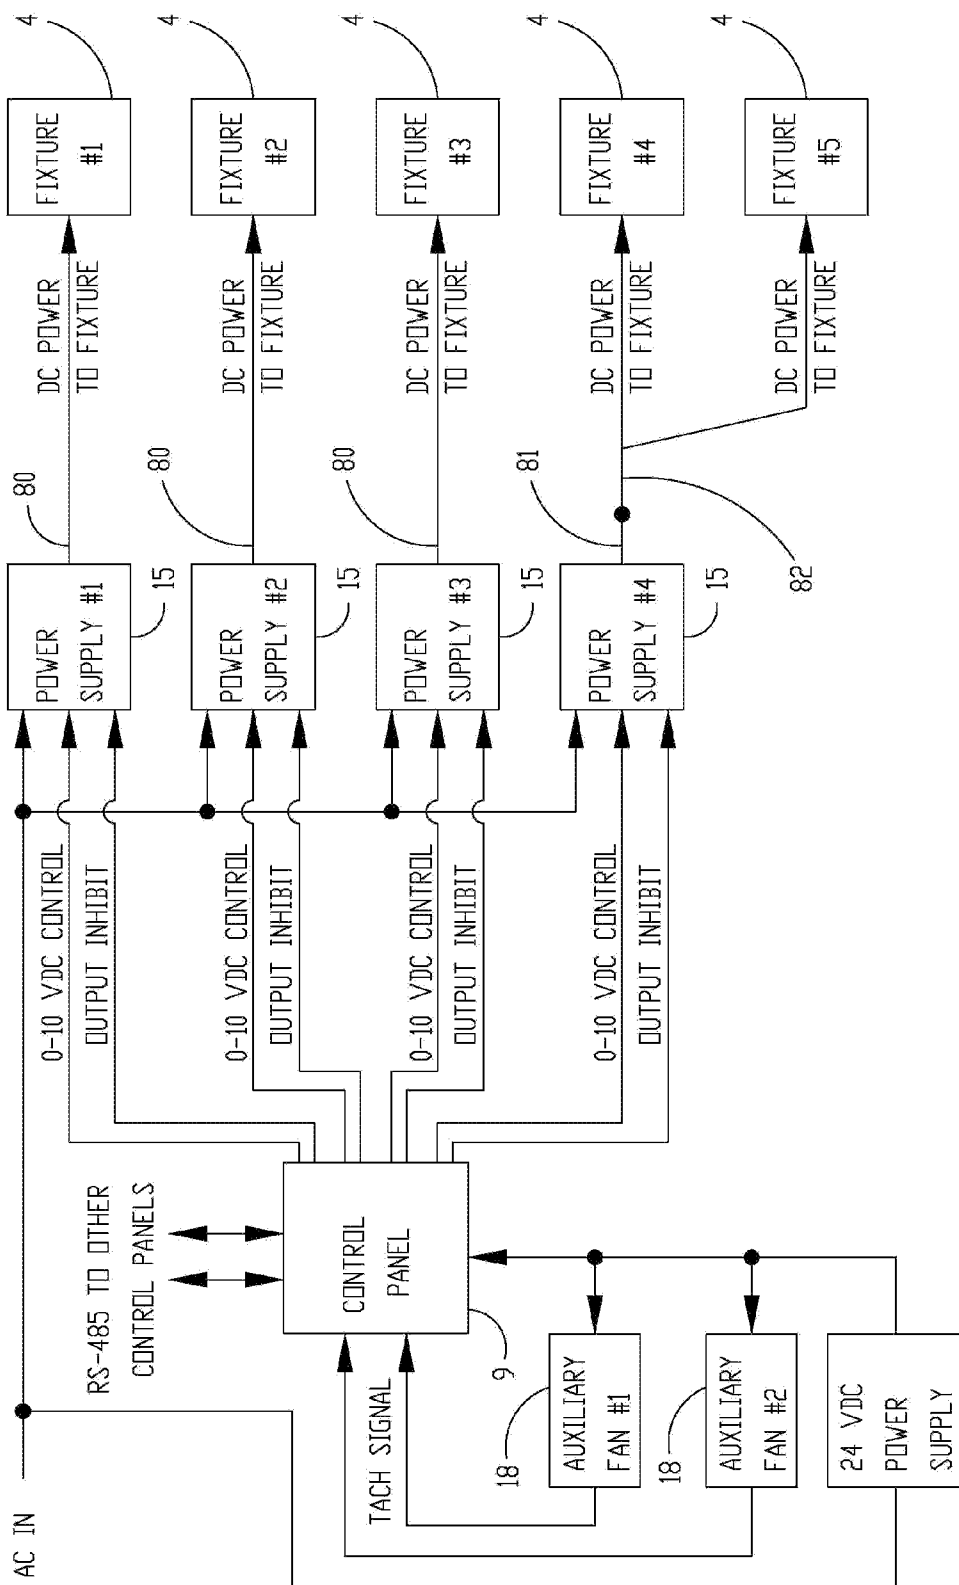 AC IN
RS-485 TO OTHER
CONTROL PANELS
TACH SIGNAL
CONTROL
PANEL
9
18
AUXILIARY
FAN #1
18
AUXILIARY
FAN #2
24 VDC
POWER
SUPPLY
0-10 VDC CONTROL
OUTPUT INHIBIT
0-10 VDC CONTROL
OUTPUT INHIBIT
0-10 VDC CONTROL
OUTPUT INHIBIT
0-10 VDC CONTROL
OUTPUT INHIBIT
POWER
SUPPLY #1
15
POWER
SUPPLY #2
15
POWER
SUPPLY #3
15
POWER
SUPPLY #4
15
80
80
80
81
82
DC POWER
TO FIXTURE
DC POWER
TO FIXTURE
DC POWER
TO FIXTURE
DC POWER
TO FIXTURE
DC POWER
TO FIXTURE
FIXTURE
#1
4
FIXTURE
#2
4
FIXTURE
#3
4
FIXTURE
#4
4
FIXTURE
#5
4